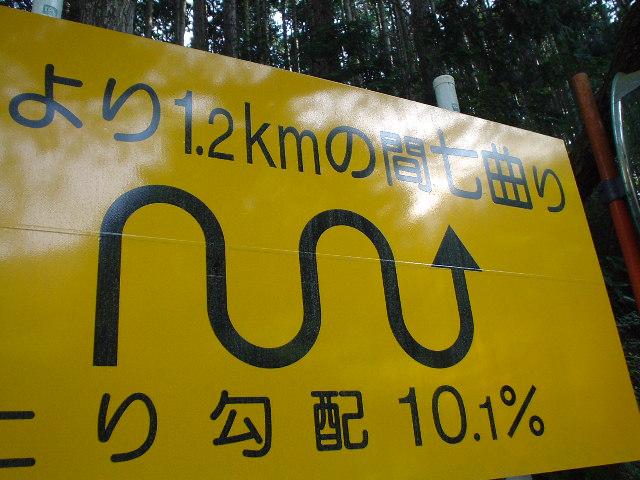 より1.2kmの間七曲り
り 勾 配 10.1%